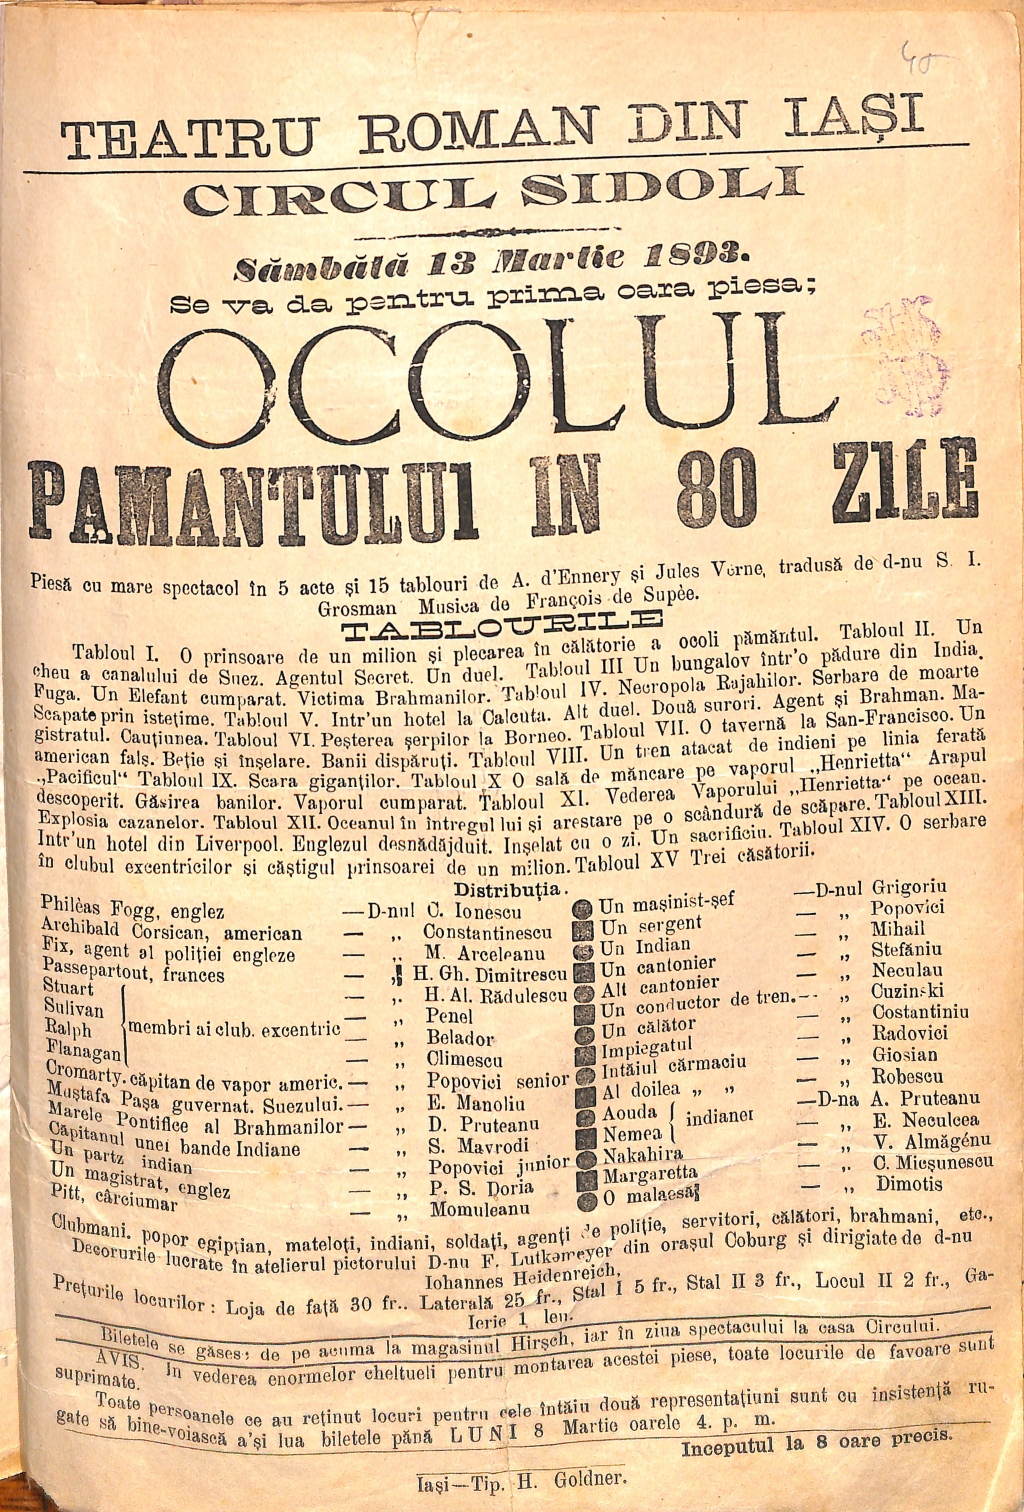 40
TEATRU ROMAN DIN IAȘI
CIRCUL SIDOLI
Sămbătă 13 Martie 1893.
Se va da pentru prima oara piesa;
OCOLUL
PAMANTULUI IN 80 ZILE
Piesă cu mare spectacol în 5 acte și 15 tablouri de A. d'Ennery și Jules Verne, tradusă de d-nu S. I.
Grosman Musica de François de Supèe.
TABLOURILE
Tabloul I. O prinsoare de un milion și plecarea în călătorie a ocoli pământul. Tabloul II. Un
cheu a canalului de Suez. Agentul Secret. Un duel. Tabloul III Un bungalov într'o pădure din India.
Fuga. Un Elefant cumparat. Victima Brahmanilor. Tabloul IV. Necropola Rajahilor. Serbare de moarte
Scapate prin istețime. Tabloul V. Intr'un hotel la Calcuta. Alt duel. Două surori. Agent și Brahman. Ma-
gistratul. Cauțiunea. Tabloul VI. Peșterea șerpilor la Borneo. Tabloul VII. O tavernă la San-Francisco. Un
american falș. Beție și înșelare. Banii dispăruți. Tabloul VIII. Un tren atacat de indieni pe linia ferată
„Pacificul“ Tabloul IX. Scara giganților. Tabloul X O sală de măncare pe vaporul „Henrietta“ Arapul
descoperit. Găsirea banilor. Vaporul cumparat. Tabloul XI. Vederea Vaporului „Henrietta“ pe ocean.
Explosia cazanelor. Tabloul XII. Oceanul în întregul lui și arestare pe o scândură de scăpare. Tabloul XIII.
Intr'un hotel din Liverpool. Englezul desnădăjduit. Inșelat cu o zi. Un sacrificiu. Tabloul XIV. O serbare
în clubul excentricilor și căștigul prinsoarei de un milion. Tabloul XV Trei căsătorii.
Distribuția.
Philèas Fogg, englez — D-nul C. Ionescu
Archibald Corsican, american — „ Constantinescu
Fix, agent al poliției engleze — „ M. Arceleanu
Passepartout, frances — „ H. Gh. Dimitrescu
Stuart — „ H. Al. Rădulescu
Sulivan — „ Penel
Ralph — „ Belador
Flanagan — „ Climescu
membri ai club. excentric
Cromarty. căpitan de vapor americ. — „ Popovici senior
Mustafa Pașa guvernat. Suezului. — „ E. Manoliu
Marele Pontifice al Brahmanilor — „ D. Pruteanu
Căpitanul unei bande Indiane — „ S. Mavrodi
Un partz indian — „ Popovici junior
Un magistrat, englez — „ P. S. Doria
Pitt, cârciumar — „ Momuleanu
Un mașinist-șef — D-nul Grigoriu
Un sergent — „ Popovici
Un Indian — „ Mihail
Un cantonier — „ Stefăniu
Alt cantonier — „ Neculau
Un conductor de tren. — „ Cuzinski
Un călător — „ Costantiniu
Impiegatul — „ Radovici
Intăiul cărmaciu — „ Giosian
Al doilea „ „ — „ Robescu
Aouda — D-na A. Pruteanu
Nemea — „ E. Neculcea
indianei
Nakahira — „ V. Almăgénu
Margaretta — „ C. Micșunescu
O malaesă — „ Dimotis
Clubmani, popor egiptian, mateloți, indiani, soldați, agenți de poliție, servitori, călători, brahmani, etc.,
Decorurile lucrate în atelierul pictorului D-nu F. Lutkemeyer din orașul Coburg și dirigiate de d-nu
Iohannes Heidenreich.
Prețurile locurilor: Loja de față 30 fr.. Laterală 25 fr., Stal I 5 fr., Stal II 3 fr., Locul II 2 fr., Ga-
lerie 1 leu.
Biletele se găsesc de pe acuma la magasinul Hirșch, iar în ziua spectacului la casa Circului.
AVIS. In vederea enormelor cheltueli pentru montarea acestei piese, toate locurile de favoare sunt
suprimate.
Toate persoanele ce au reținut locuri pentru cele întăiu două representațiuni sunt cu insistență ru-
gate să bine-voiască a'și lua biletele pănă LUNI 8 Martie oarele 4. p. m.
Inceputul la 8 oare precis.
Iași—Tip. H. Goldner.